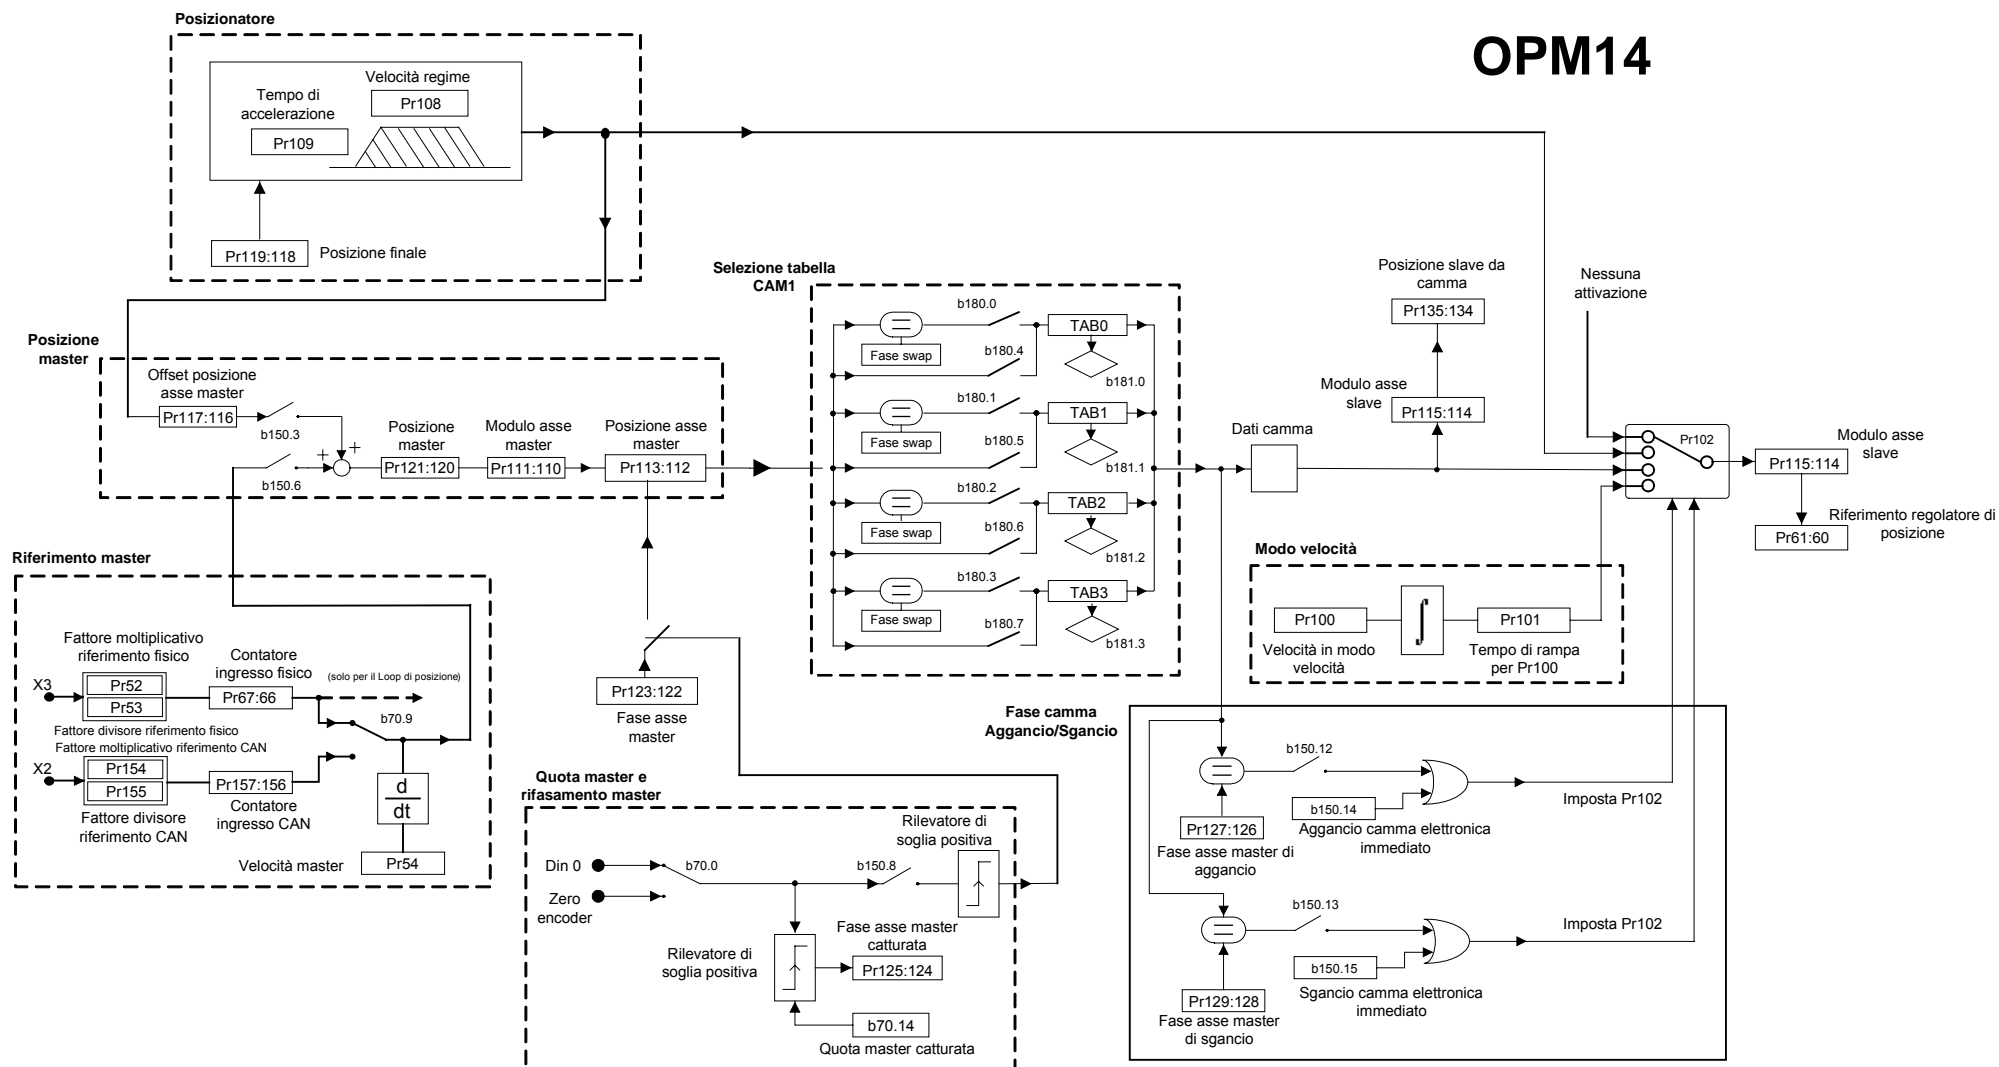 OPM14
Posizionatore
Velocità regime
Pr108
Tempo di
accelerazione
Pr109
Pr119:118
Posizione finale
Posizione
master
Offset posizione
asse master
Pr117:116
b150.3
b150.6
+
+
Posizione
master
Pr121:120
Modulo asse
master
Pr111:110
Posizione asse
master
Pr113:112
Selezione tabella
CAM1
b180.0
Fase swap
b180.4
TAB0
b181.0
b180.1
Fase swap
b180.5
TAB1
b181.1
b180.2
Fase swap
b180.6
TAB2
b181.2
b180.3
Fase swap
b180.7
TAB3
b181.3
Posizione slave da
camma
Pr135:134
Modulo asse
slave
Pr115:114
Dati camma
Nessuna
attivazione
Pr102
Modulo asse
slave
Pr115:114
Riferimento regolatore di
posizione
Pr61:60
Riferimento master
Fattore moltiplicativo
riferimento fisico
X3
Pr52
Pr53
Fattore divisore riferimento fisico
Contatore
ingresso fisico
Pr67:66
(solo per il Loop di posizione)
b70.9
Fattore moltiplicativo riferimento CAN
X2
Pr154
Pr155
Fattore divisore
riferimento CAN
Pr157:156
Contatore
ingresso CAN
d
dt
Velocità master
Pr54
Pr123:122
Fase asse
master
Quota master e
rifasamento master
Din 0
Zero
encoder
b70.0
b150.8
Rilevatore di
soglia positiva
Rilevatore di
soglia positiva
Fase asse master
catturata
Pr125:124
b70.14
Quota master catturata
Modo velocità
Pr100
Velocità in modo
velocità
∫
Pr101
Tempo di rampa
per Pr100
Fase camma
Aggancio/Sgancio
b150.12
b150.14
Aggancio camma elettronica
immediato
Imposta Pr102
Pr127:126
Fase asse master di
aggancio
b150.13
b150.15
Sgancio camma elettronica
immediato
Imposta Pr102
Pr129:128
Fase asse master
di sgancio